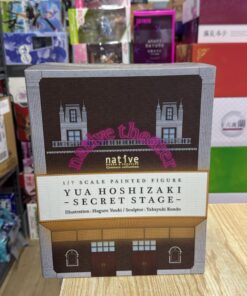 native theater
native
1/7 SCALE PAINTED FIGURE
YUA HOSHIZAKI
- SECRET STAGE -
Illustration : Hagure Yuuki / Sculptor : Takayuki Kondo